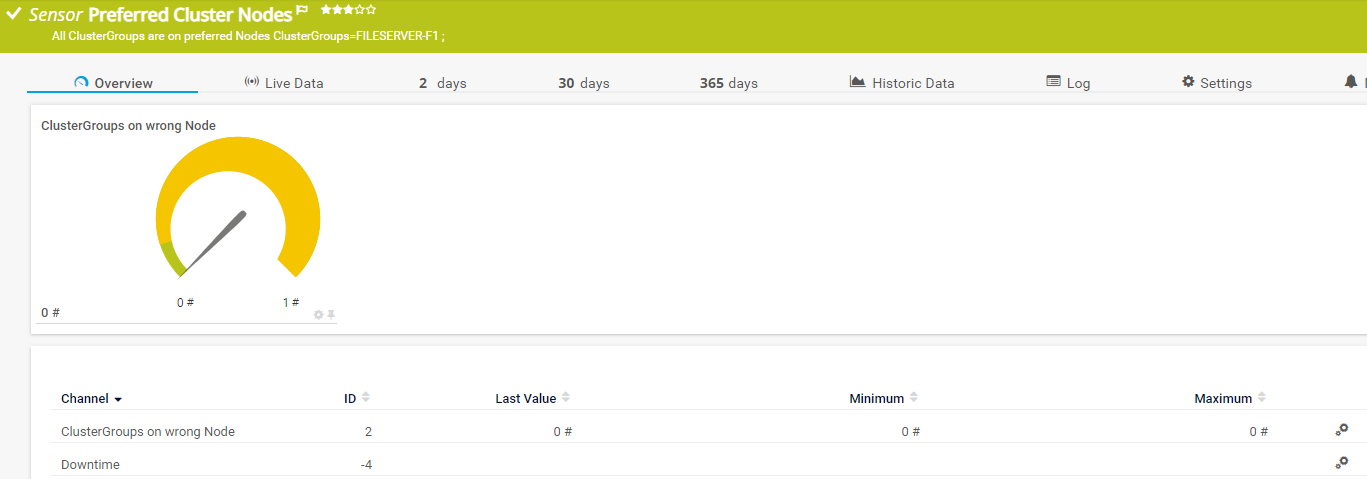 Sensor Preferred Cluster Nodes
All ClusterGroups are on preferred Nodes ClusterGroups=FILESERVER-F1 ;
Overview Live Data 2 days 30 days 365 days Historic Data Log Settings
ClusterGroups on wrong Node
0 # 1 #
0 #
Channel ID Last Value Minimum Maximum
ClusterGroups on wrong Node 2 0 # 0 # 0 #
Downtime -4